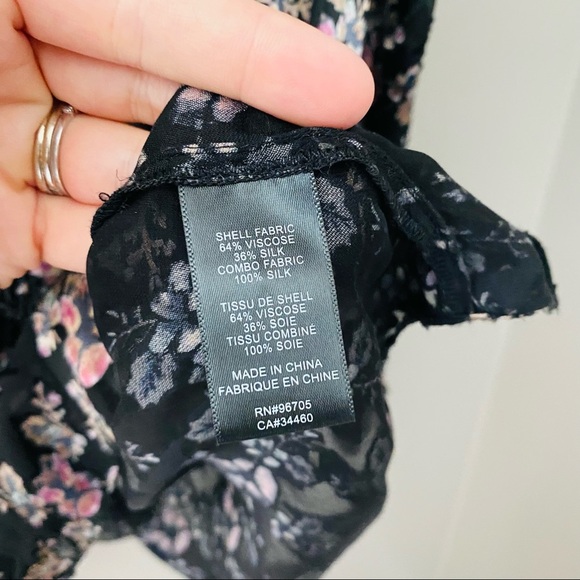 SHELL FABRIC
64% VISCOSE
36% SILK
COMBO FABRIC
100% SILK
TISSU DE SHELL
64% VISCOSE
36% SOIE
TISSU COMBINÉ
100% SOIE
MADE IN CHINA
FABRIQUE EN CHINE
RN#96705
CA#34460